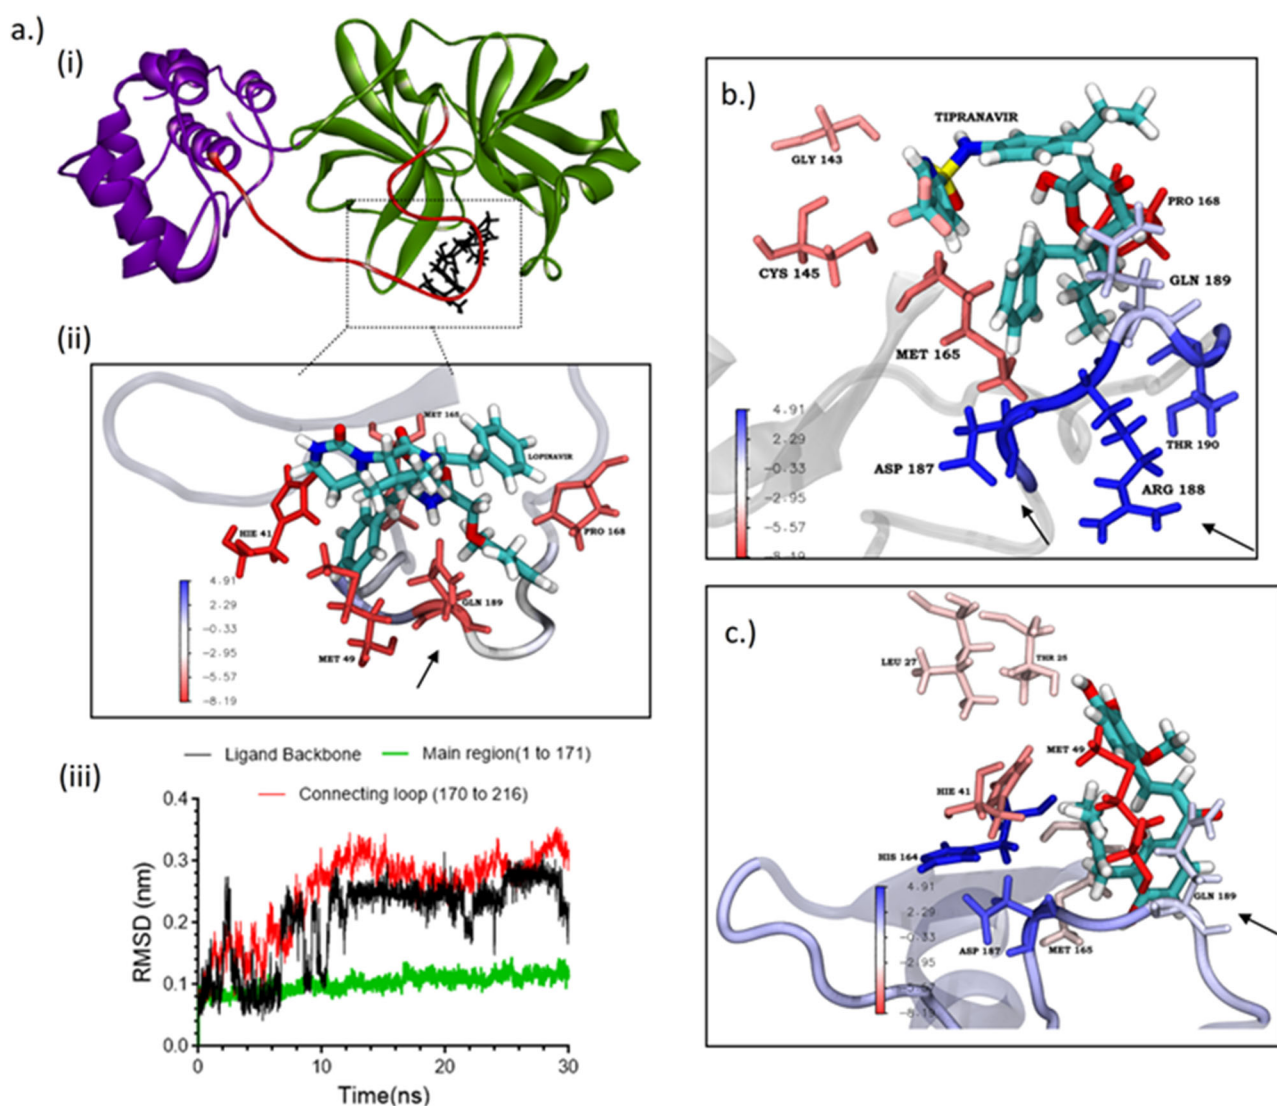 a.)
(i)
(ii)
MET 165
LOPINAVIR
HIE 41
PRO 168
GLN 189
MET 49
4.91
2.29
-0.33
-2.95
-5.57
-8.19
(iii)
Ligand Backbone
Main region(1 to 171)
Connecting loop (170 to 216)
RMSD (nm)
0.4
0.3
0.2
0.1
0.0
0
10
20
30
Time(ns)
b.)
TIPRANAVIR
GLY 143
PRO 168
CYS 145
GLN 189
MET 165
4.91
2.29
-0.33
-2.95
-5.57
-8.19
THR 190
ASP 187
ARG 188
c.)
LEU 27
THR 25
MET 49
HIE 41
HIS 164
4.91
2.29
-0.33
-2.95
-8.19
GLN 189
ASP 187
MET 165